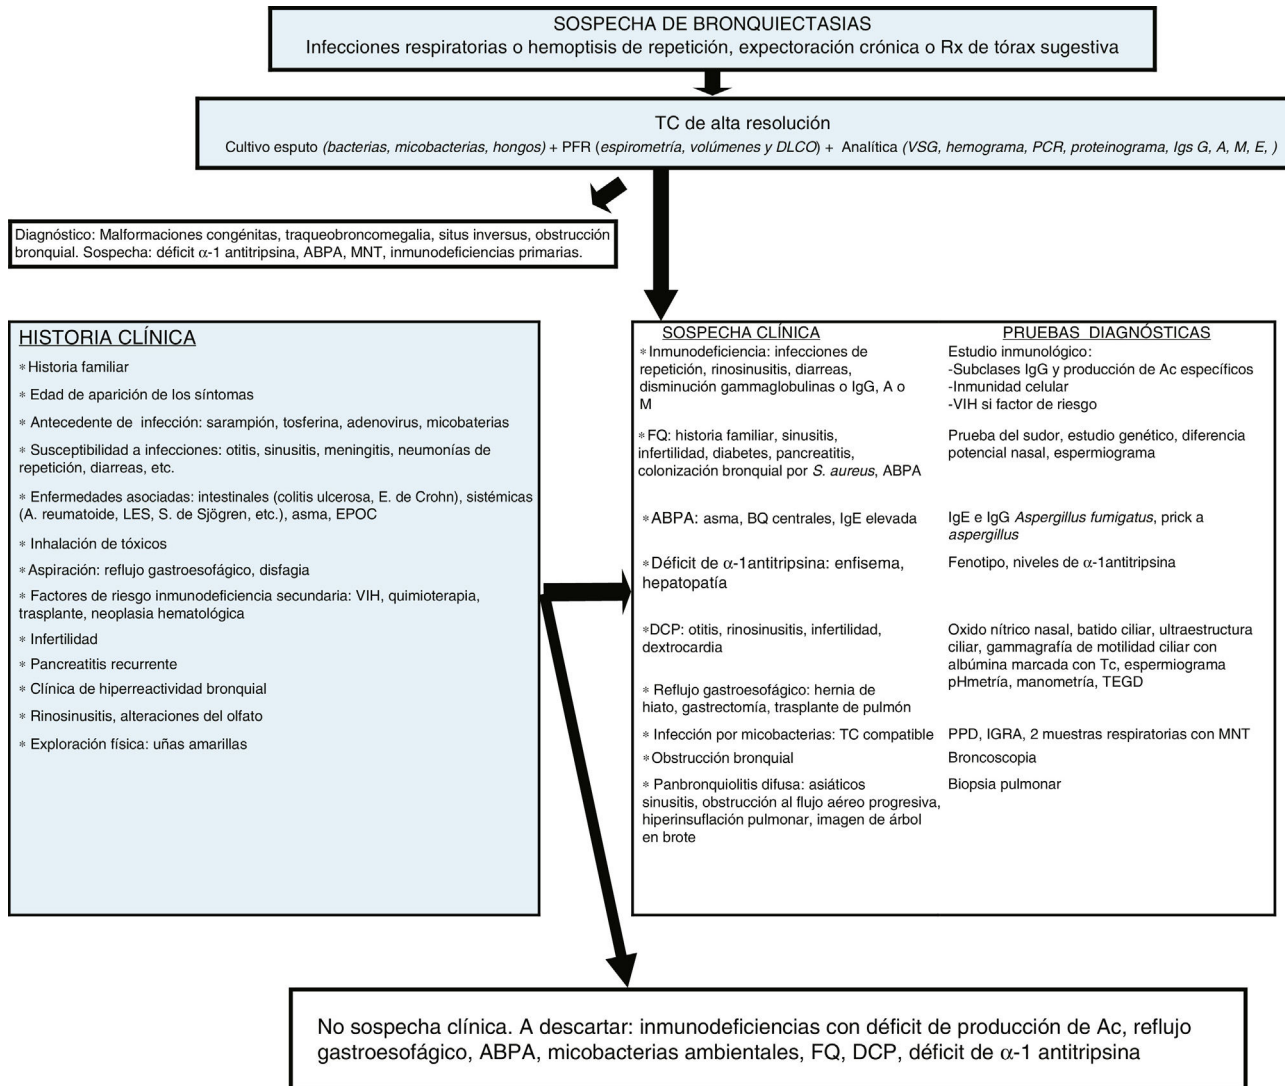 SOSPECHA DE BRONQUIECTASIAS
Infecciones respiratorias o hemoptisis de repetición, expectoración crónica o Rx de tórax sugestiva
TC de alta resolución
Cultivo esputo (bacterias, micobacterias, hongos) + PFR (espirometría, volúmenes y DLCO) + Analítica (VSG, hemograma, PCR, proteinograma, Igs G, A, M, E, )
Diagnóstico: Malformaciones congénitas, traqueobroncomegalia, situs inversus, obstrucción
bronquial. Sospecha: déficit α-1 antitripsina, ABPA, MNT, inmunodeficiencias primarias.
HISTORIA CLÍNICA
* Historia familiar
* Edad de aparición de los síntomas
* Antecedente de infección: sarampión, tosferina, adenovirus, micobaterias
* Susceptibilidad a infecciones: otitis, sinusitis, meningitis, neumonías de
repetición, diarreas, etc.
* Enfermedades asociadas: intestinales (colitis ulcerosa, E. de Crohn), sistémicas
(A. reumatoide, LES, S. de Sjögren, etc.), asma, EPOC
* Inhalación de tóxicos
* Aspiración: reflujo gastroesofágico, disfagia
* Factores de riesgo inmunodeficiencia secundaria: VIH, quimioterapia,
trasplante, neoplasia hematológica
* Infertilidad
* Pancreatitis recurrente
* Clínica de hiperreactividad bronquial
* Rinosinusitis, alteraciones del olfato
* Exploración física: uñas amarillas
SOSPECHA CLÍNICA
* Inmunodeficiencia: infecciones de
repetición, rinosinusitis, diarreas,
disminución gammaglobulinas o IgG, A o
M
* FQ: historia familiar, sinusitis,
infertilidad, diabetes, pancreatitis,
colonización bronquial por S. aureus, ABPA
* ABPA: asma, BQ centrales, IgE elevada
* Déficit de α-1antitripsina: enfisema,
hepatopatía
* DCP: otitis, rinosinusitis, infertilidad,
dextrocardia
* Reflujo gastroesofágico: hernia de
hiato, gastrectomía, trasplante de pulmón
* Infección por micobacterias: TC compatible
* Obstrucción bronquial
* Panbronquiolitis difusa: asiáticos
sinusitis, obstrucción al flujo aéreo progresiva,
hiperinsuflación pulmonar, imagen de árbol
en brote
PRUEBAS DIAGNÓSTICAS
Estudio inmunológico:
-Subclases IgG y producción de Ac específicos
-Inmunidad celular
-VIH si factor de riesgo
Prueba del sudor, estudio genético, diferencia
potencial nasal, espermiograma
IgE e IgG Aspergillus fumigatus, prick a
aspergillus
Fenotipo, niveles de α-1antitripsina
Oxido nítrico nasal, batido ciliar, ultraestructura
ciliar, gammagrafía de motilidad ciliar con
albúmina marcada con Tc, espermiograma
pHmetría, manometría, TEGD
PPD, IGRA, 2 muestras respiratorias con MNT
Broncoscopia
Biopsia pulmonar
No sospecha clínica. A descartar: inmunodeficiencias con déficit de producción de Ac, reflujo
gastroesofágico, ABPA, micobacterias ambientales, FQ, DCP, déficit de α-1 antitripsina